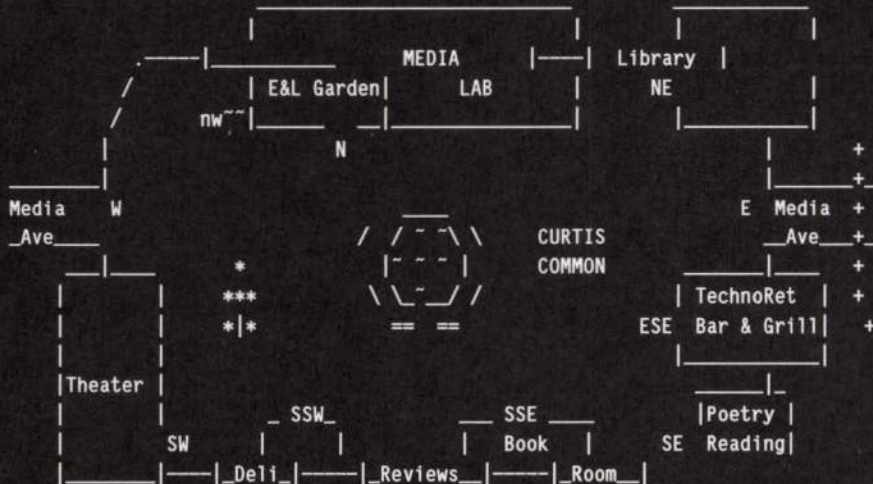 MEDIA Library
E&L Garden LAB NE
nw
N
Media W E Media
Ave CURTIS Ave
COMMON
TechnoRet
ESE Bar & Grill
Theater
SSW SSE Poetry
SW Book SE Reading
Deli Reviews Room